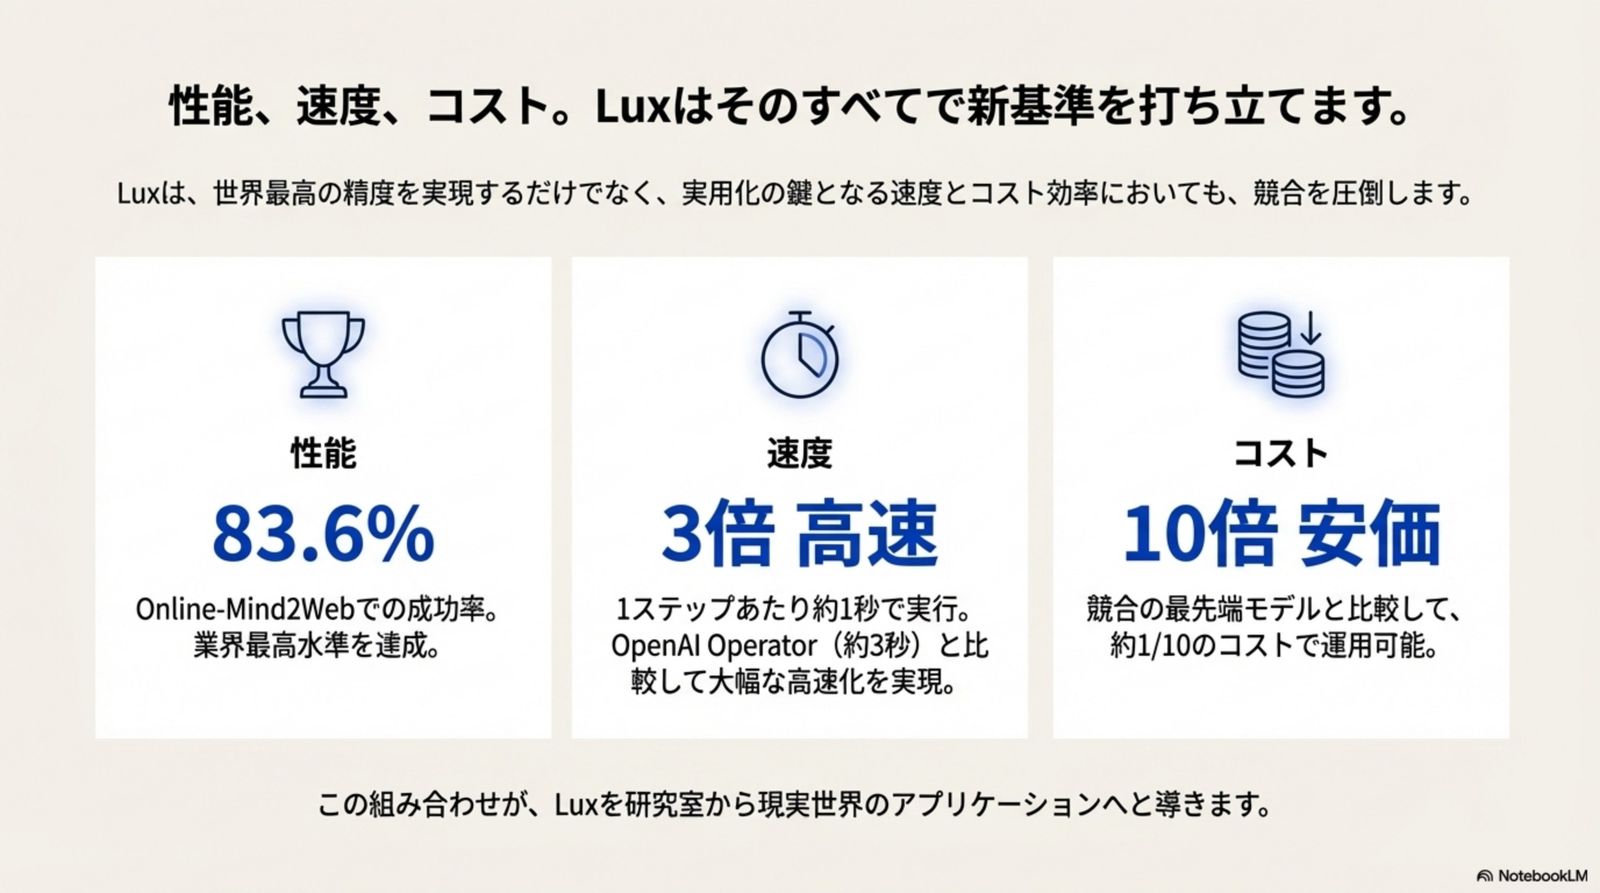 性能、速度、コスト。Luxはそのすべてで新基準を打ち立てます。
Luxは、世界最高の精度を実現するだけでなく、実用化の鍵となる速度とコスト効率においても、競合を圧倒します。
性能
83.6%
Online-Mind2Webでの成功率。
業界最高水準を達成。
速度
3倍 高速
1ステップあたり約1秒で実行。
OpenAI Operator（約3秒）と比
較して大幅な高速化を実現。
コスト
10倍 安価
競合の最先端モデルと比較して、
約1/10のコストで運用可能。
この組み合わせが、Luxを研究室から現実世界のアプリケーションへと導きます。
NotebookLM